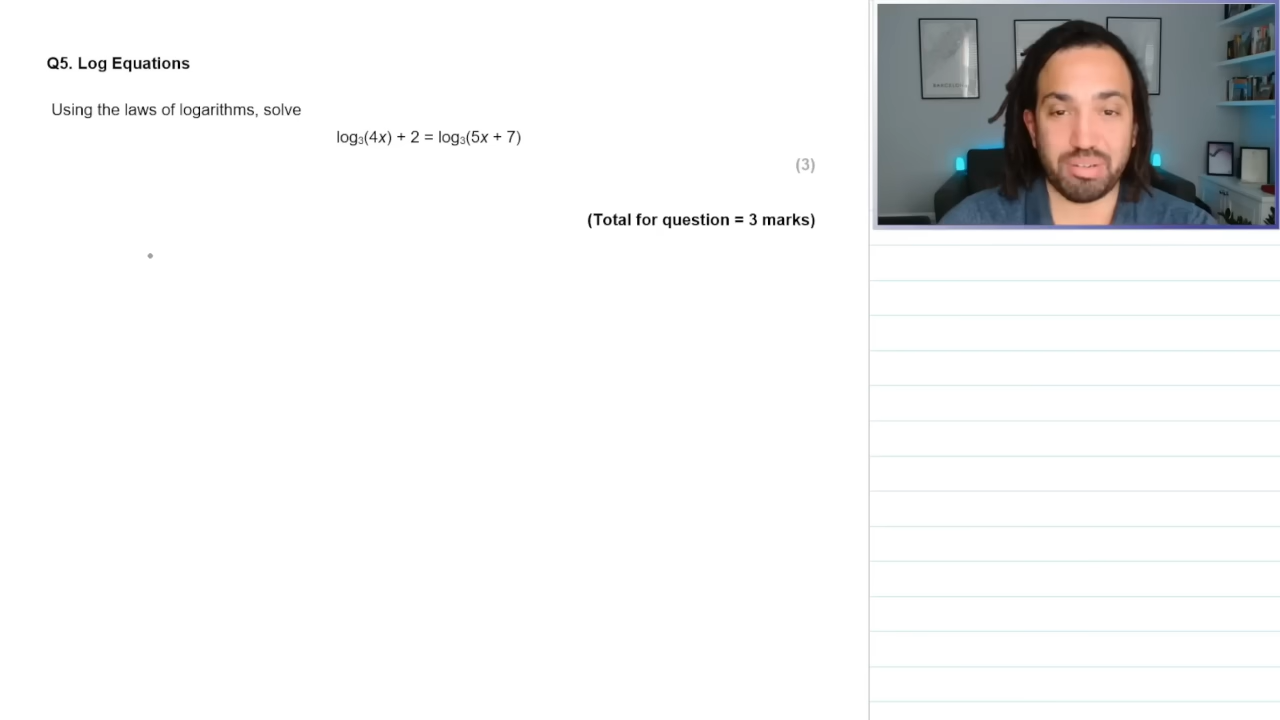 Q5. Log Equations
Using the laws of logarithms, solve
log₃(4x) + 2 = log₃(5x + 7)
(3)
(Total for question = 3 marks)